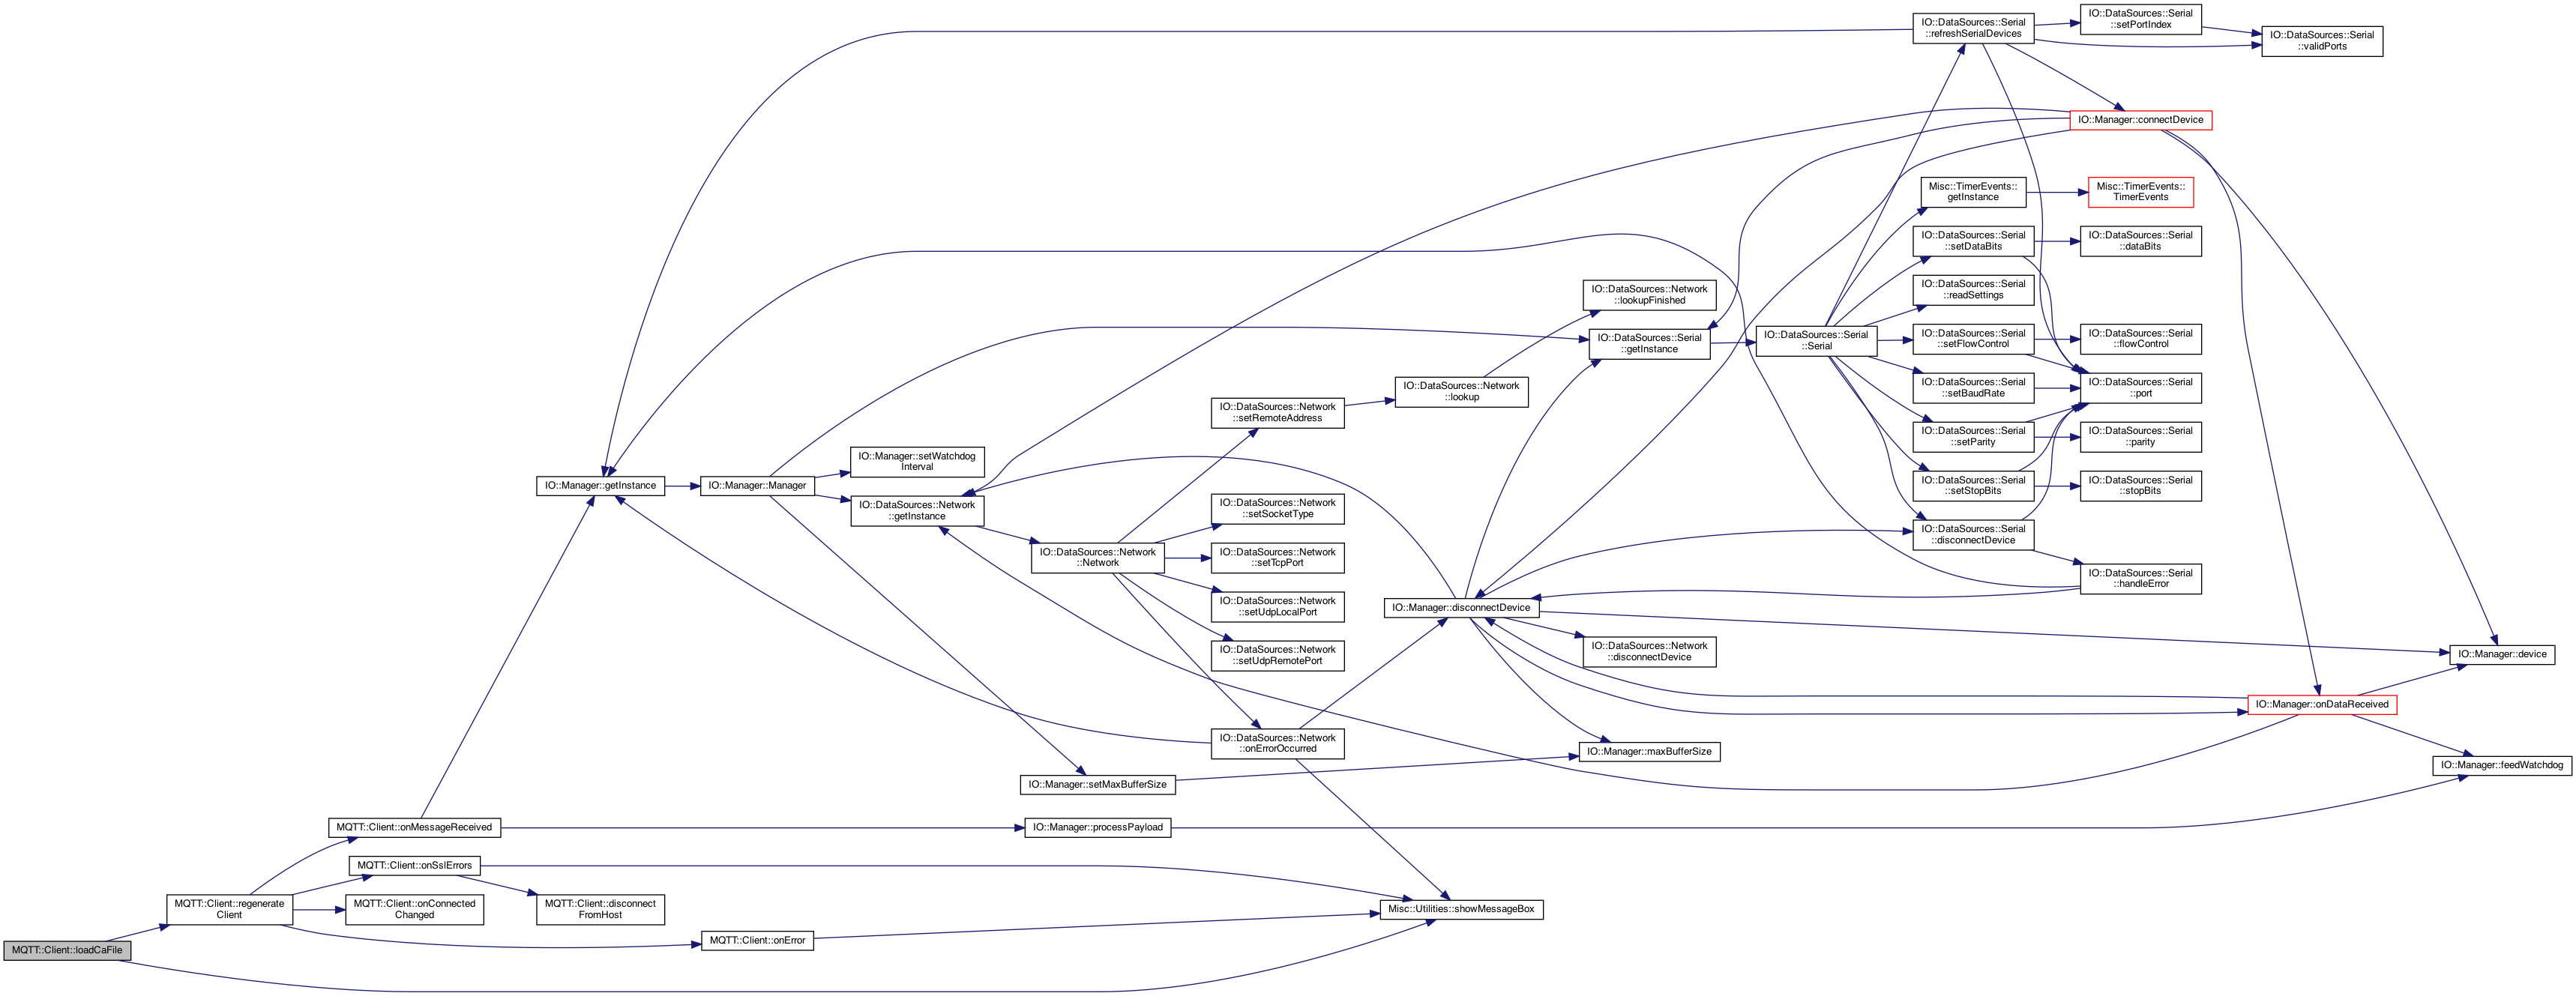 MQTT::Client::loadCaFile
MQTT::Client::regenerate
Client
MQTT::Client::onMessageReceived
MQTT::Client::onSslErrors
MQTT::Client::onConnected
Changed
MQTT::Client::disconnect
FromHost
MQTT::Client::onError
IO::Manager::getInstance
IO::Manager::Manager
IO::Manager::setWatchdog
Interval
IO::DataSources::Network
::getInstance
IO::Manager::setMaxBufferSize
IO::Manager::processPayload
IO::DataSources::Network
::Network
IO::DataSources::Network
::setRemoteAddress
IO::DataSources::Network
::setSocketType
IO::DataSources::Network
::setTcpPort
IO::DataSources::Network
::setUdpLocalPort
IO::DataSources::Network
::setUdpRemotePort
IO::DataSources::Network
::onErrorOccurred
IO::DataSources::Network
::lookup
IO::DataSources::Network
::lookupFinished
IO::DataSources::Serial
::getInstance
IO::Manager::disconnectDevice
IO::DataSources::Network
::disconnectDevice
IO::Manager::maxBufferSize
Misc::Utilities::showMessageBox
IO::DataSources::Serial
::Serial
IO::DataSources::Serial
::refreshSerialDevices
Misc::TimerEvents::
getInstance
IO::DataSources::Serial
::setDataBits
IO::DataSources::Serial
::readSettings
IO::DataSources::Serial
::setFlowControl
IO::DataSources::Serial
::setBaudRate
IO::DataSources::Serial
::setParity
IO::DataSources::Serial
::setStopBits
IO::DataSources::Serial
::disconnectDevice
IO::DataSources::Serial
::setPortIndex
IO::DataSources::Serial
::validPorts
IO::Manager::connectDevice
Misc::TimerEvents::
TimerEvents
IO::DataSources::Serial
::dataBits
IO::DataSources::Serial
::flowControl
IO::DataSources::Serial
::port
IO::DataSources::Serial
::parity
IO::DataSources::Serial
::stopBits
IO::DataSources::Serial
::handleError
IO::Manager::device
IO::Manager::onDataReceived
IO::Manager::feedWatchdog